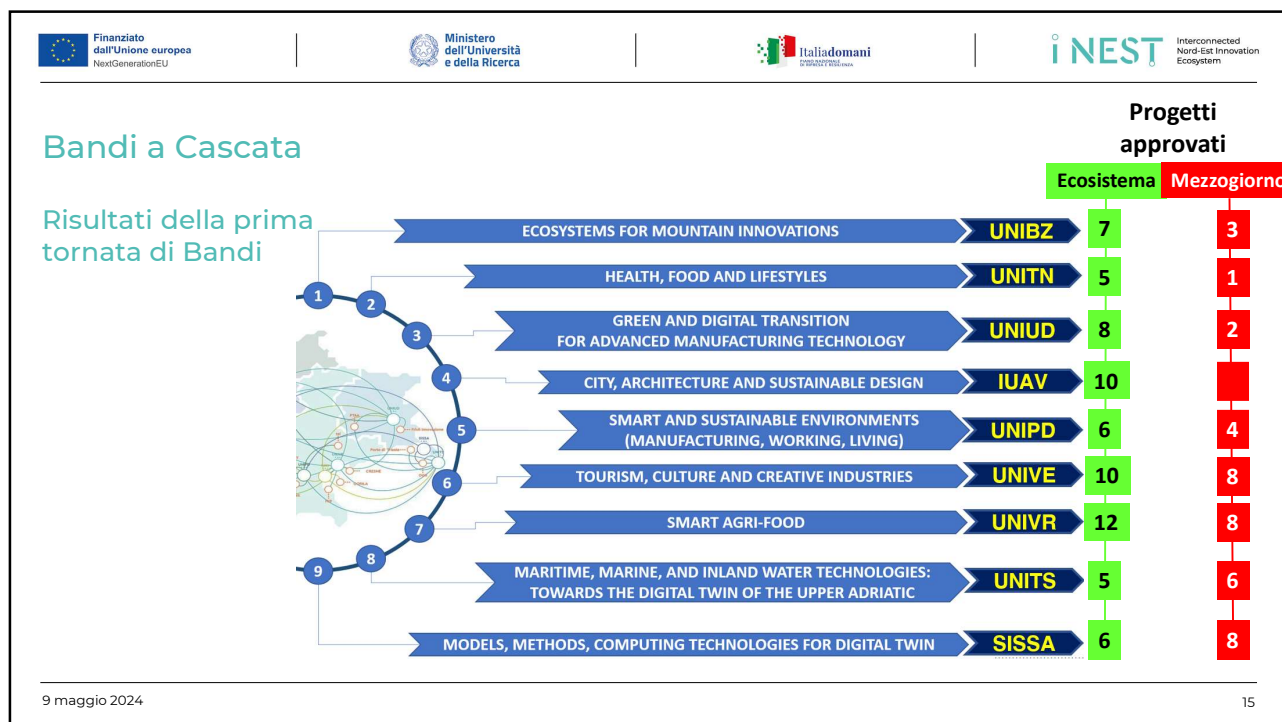 Finanziato
dall'Unione europea
NextGenerationEU
Ministero
dell'Università
e della Ricerca
Italiadomani
PIANO NAZIONALE
DI RIPRESA E RESILIENZA
iNEST
Interconnected
Nord-Est Innovation
Ecosystem
Bandi a Cascata
Risultati della prima
tornata di Bandi
Progetti
approvati
Ecosistema
Mezzogiorno
1
ECOSYSTEMS FOR MOUNTAIN INNOVATIONS
UNIBZ
7
3
2
HEALTH, FOOD AND LIFESTYLES
UNITN
5
1
3
GREEN AND DIGITAL TRANSITION
FOR ADVANCED MANUFACTURING TECHNOLOGY
UNIUD
8
2
4
CITY, ARCHITECTURE AND SUSTAINABLE DESIGN
IUAV
10
5
SMART AND SUSTAINABLE ENVIRONMENTS
(MANUFACTURING, WORKING, LIVING)
UNIPD
6
4
6
TOURISM, CULTURE AND CREATIVE INDUSTRIES
UNIVE
10
8
7
SMART AGRI-FOOD
UNIVR
12
8
8
MARITIME, MARINE, AND INLAND WATER TECHNOLOGIES:
TOWARDS THE DIGITAL TWIN OF THE UPPER ADRIATIC
UNITS
5
6
9
MODELS, METHODS, COMPUTING TECHNOLOGIES FOR DIGITAL TWIN
SISSA
6
8
9 maggio 2024
15